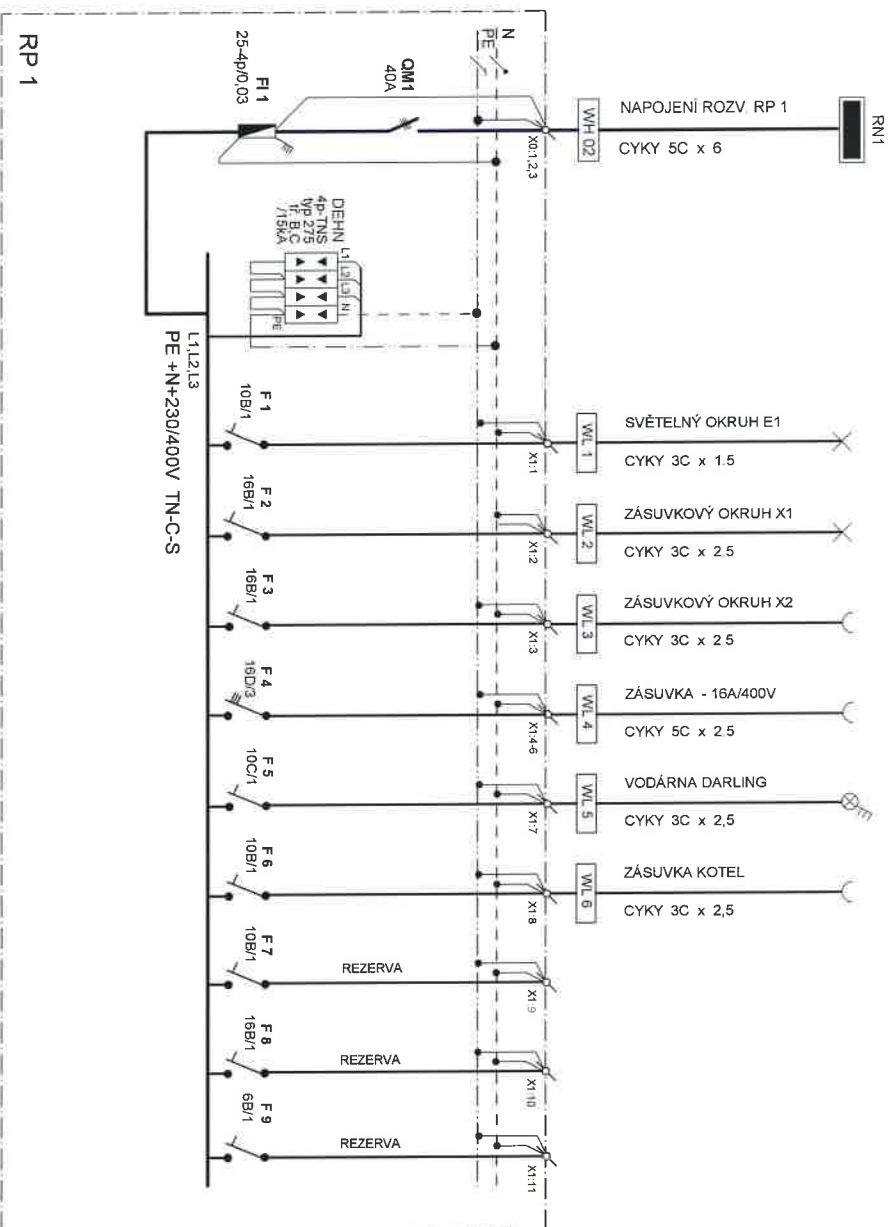 RN1
NAPOJENÍ ROZV. RP 1
CYKY 5C x 6
WH 02
X0:1,2,3
N
PE
QM1
40A
FI 1
25-4p/0,03
RP 1
DEHN
4p-TNS
typ 275
tř. B,C
/15kA
L1 L2 L3 N
PE
L1,L2,L3
PE +N+230/400V TN-C-S
SVĚTELNÝ OKRUH E1
CYKY 3C x 1.5
WL 1
X1:1
F 1
10B/1
ZÁSUVKOVÝ OKRUH X1
CYKY 3C x 2.5
WL 2
X1:2
F 2
16B/1
ZÁSUVKOVÝ OKRUH X2
CYKY 3C x 2.5
WL 3
X1:3
F 3
16B/1
ZÁSUVKA - 16A/400V
CYKY 5C x 2.5
WL 4
X1:4-6
F 4
16D/3
VODÁRNA DARLING
CYKY 3C x 2,5
WL 5
X1:7
F 5
10C/1
ZÁSUVKA KOTEL
CYKY 3C x 2,5
WL 6
X1:8
F 6
10B/1
X1:9
REZERVA
F 7
10B/1
X1:10
REZERVA
F 8
16B/1
X1:11
REZERVA
F 9
6B/1